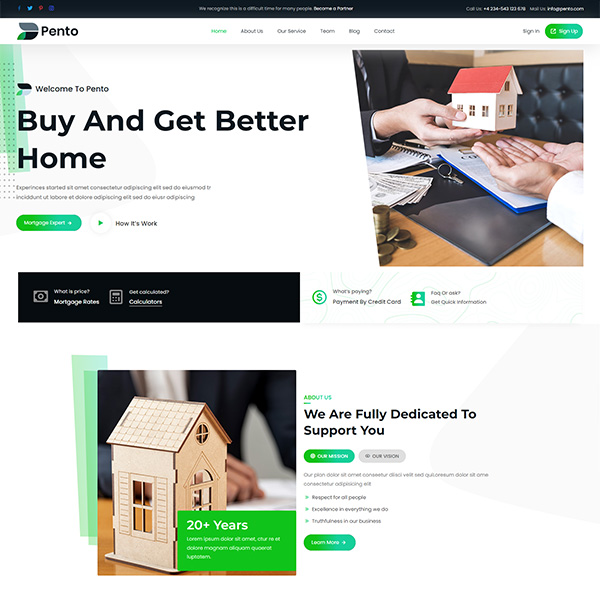 We recognize this is a difficult time for many people. Become a Partner
Call Us: +4 234-543 123 678 Mail Us: info@pento.com
Pento
Home About Us Our Service Team Blog Contact
Sign In Sign Up
Welcome To Pento
Buy And Get Better
Home
Experinces started sit amet consectetur adipiscing elit sed do eiusmod tr
inciddunt ut labore et dolore adipiscing elit sed do eiusr adipiscing
Mortgage Expert
How It's Work
What is price?
Mortgage Rates
Get calculated?
Calculators
What's paying?
Payment By Credit Card
Faq Or ask?
Get Quick Information
ABOUT US
We Are Fully Dedicated To
Support You
OUR MISSION OUR VISION
Our plan dolor sit amet conseetur diisci velit sed qui.oresum dolor sit ame
consectetur adipiscing elit
Respect for all people
Excellence in everything we do
Truthfulness in our business
Learn More
20+ Years
Lorem ipsum dolor amet, ctur re et
dolore magnam aliquam quaerat
luptatem.